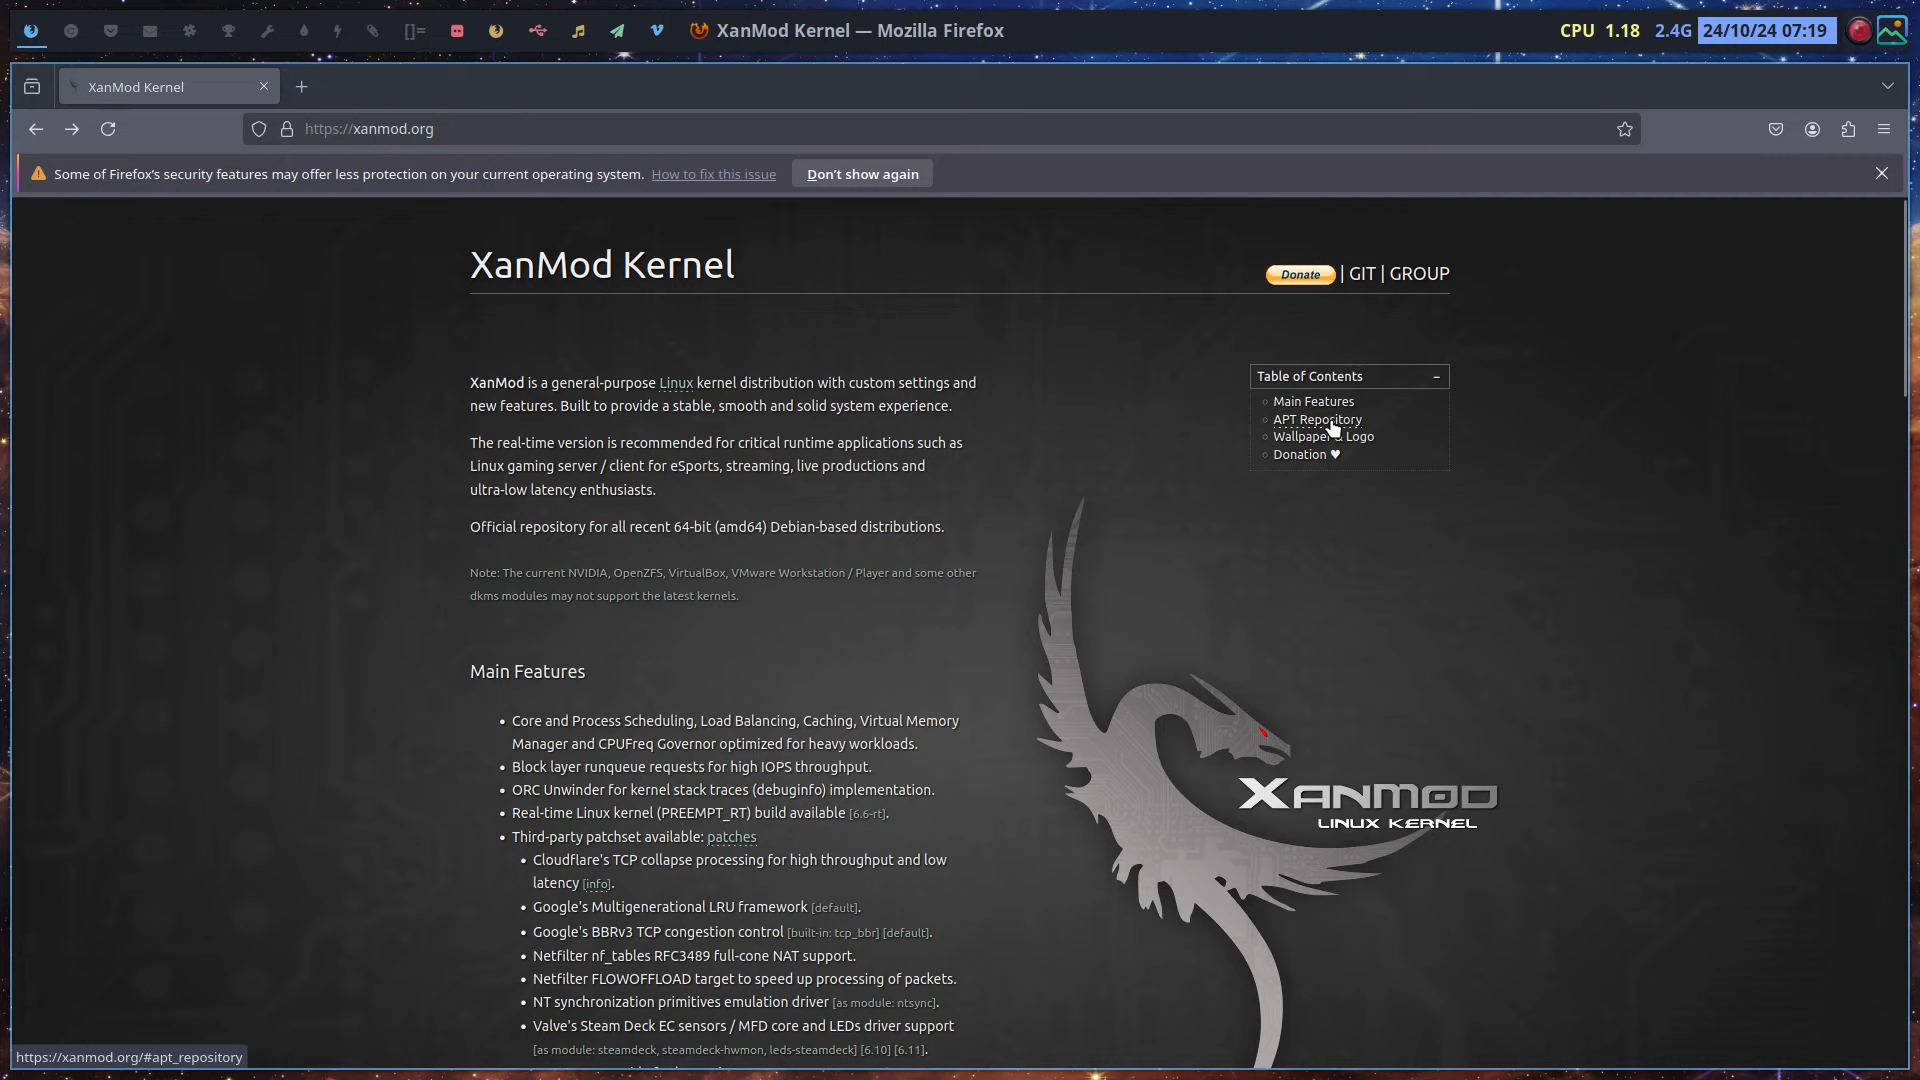 XanMod Kernel — Mozilla Firefox
CPU 1.18 2.4G 24/10/24 07:19
XanMod Kernel
https://xanmod.org
Some of Firefox's security features may offer less protection on your current operating system. How to fix this issue Don't show again
XanMod Kernel
Donate | GIT | GROUP
XanMod is a general-purpose Linux kernel distribution with custom settings and
new features. Built to provide a stable, smooth and solid system experience.
The real-time version is recommended for critical runtime applications such as
Linux gaming server / client for eSports, streaming, live productions and
ultra-low latency enthusiasts.
Official repository for all recent 64-bit (amd64) Debian-based distributions.
Note: The current NVIDIA, OpenZFS, VirtualBox, VMware Workstation / Player and some other
dkms modules may not support the latest kernels.
Table of Contents –
Main Features
APT Repository
Wallpaper & Logo
Donation ♥
Main Features
• Core and Process Scheduling, Load Balancing, Caching, Virtual Memory
Manager and CPUFreq Governor optimized for heavy workloads.
• Block layer runqueue requests for high IOPS throughput.
• ORC Unwinder for kernel stack traces (debuginfo) implementation.
• Real-time Linux kernel (PREEMPT_RT) build available [6.6-rt].
• Third-party patchset available: patches
• Cloudflare's TCP collapse processing for high throughput and low
latency [info].
• Google's Multigenerational LRU framework [default].
• Google's BBRv3 TCP congestion control [built-in: tcp_bbr] [default].
• Netfilter nf_tables RFC3489 full-cone NAT support.
• Netfilter FLOWOFFLOAD target to speed up processing of packets.
• NT synchronization primitives emulation driver [as module: ntsync].
• Valve's Steam Deck EC sensors / MFD core and LEDs driver support
[as module: steamdeck, steamdeck-hwmon, leds-steamdeck] [6.10] [6.11].
XANMOD
LINUX KERNEL
https://xanmod.org/#apt_repository